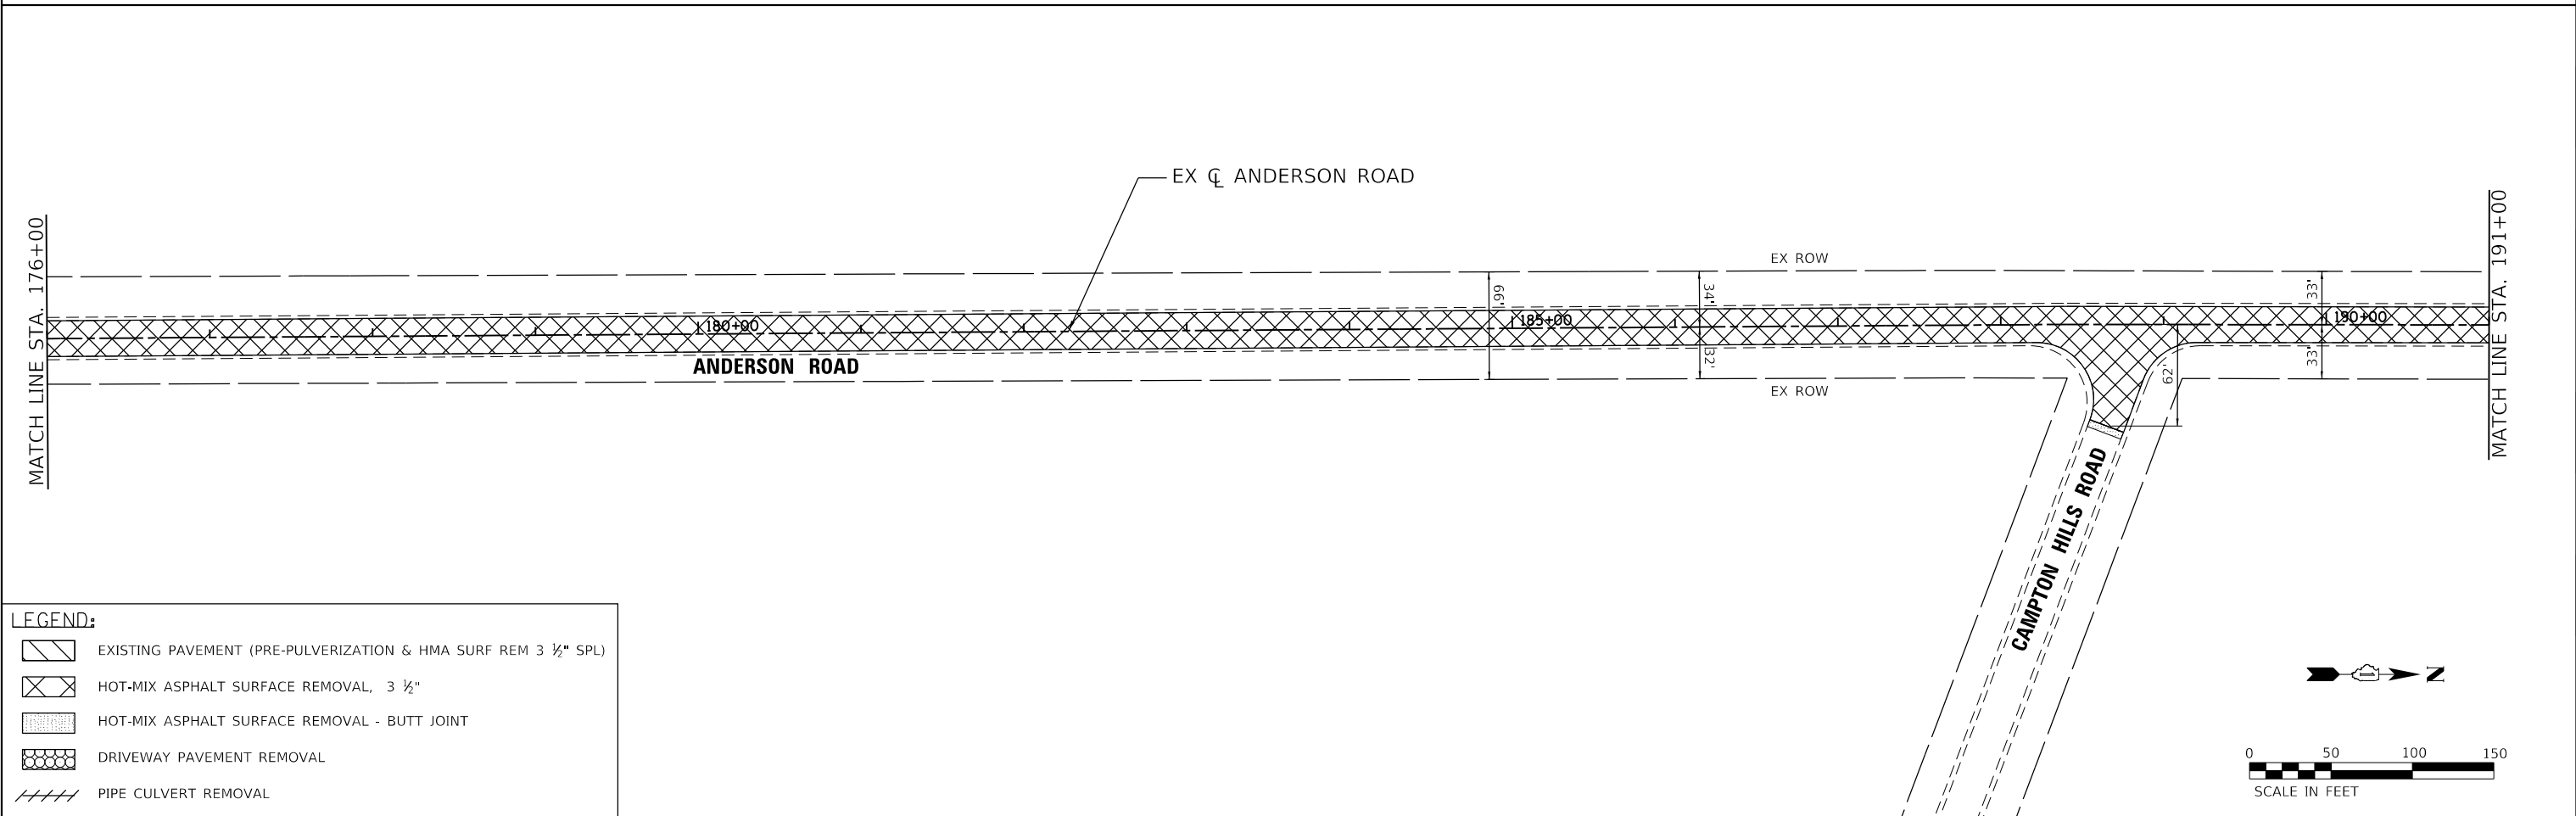 EX ℄ ANDERSON ROAD
MATCH LINE STA. 176+00
MATCH LINE STA. 191+00
EX ROW
66'
34'
33'
180+00
185+00
190+00
ANDERSON ROAD
32'
33'
62'
EX ROW
CAMPTON HILLS ROAD
LEGEND:
EXISTING PAVEMENT (PRE-PULVERIZATION & HMA SURF REM 3 ½" SPL)
HOT-MIX ASPHALT SURFACE REMOVAL, 3 ½"
HOT-MIX ASPHALT SURFACE REMOVAL - BUTT JOINT
DRIVEWAY PAVEMENT REMOVAL
PIPE CULVERT REMOVAL
N
0 50 100 150
SCALE IN FEET